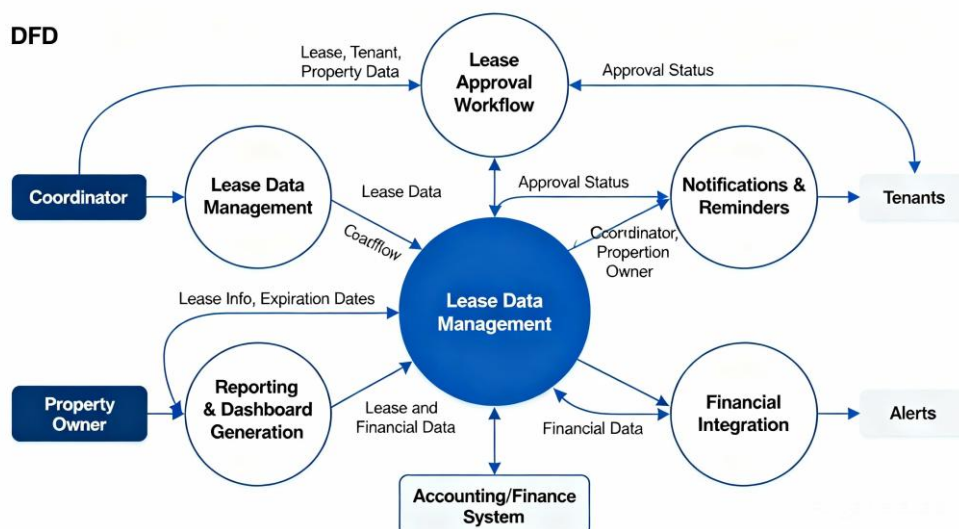 DFD
Lease, Tenant,
Property Data
Lease
Approval
Workflow
Approval Status
Coordinator
Lease Data
Management
Lease Data
Approval Status
Notifications &
Reminders
Tenants
Coordinator,
Propertion
Owner
Lease Info, Expiration Dates
Lease Data
Management
Property
Owner
Reporting
& Dashboard
Generation
Lease and
Financial Data
Financial Data
Financial
Integration
Alerts
Accounting/Finance
System